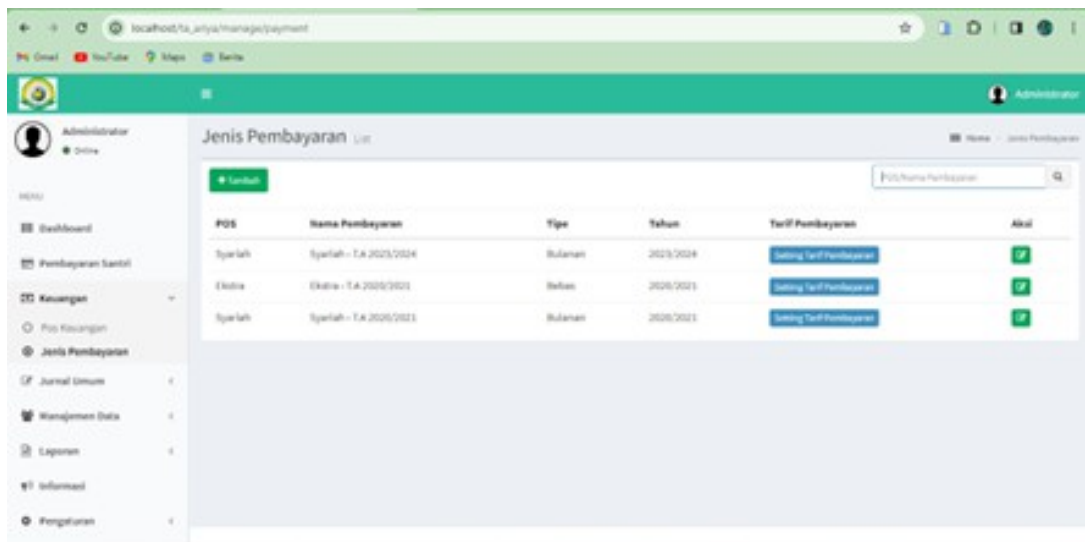 localhost/ta_ariya/manage/payment
Gmail YouTube Maps Berita
Administrator
Administrator
Online
Jenis Pembayaran List
Home Jenis Pembayaran
Tambah
POS/Nama Pembayaran
MENU
Dashboard
Pembayaran Santri
Keuangan
Pos Keuangan
Jenis Pembayaran
Jurnal Umum
Manajemen Data
Laporan
Informasi
Pengaturan
POS Nama Pembayaran Tipe Tahun Tarif Pembayaran Aksi
Syariah Syariah - T.A 2023/2024 Bulanan 2023/2024 Setting Tarif Pembayaran
Ekstra Ekstra - T.A 2020/2021 Bebas 2020/2021 Setting Tarif Pembayaran
Syariah Syariah - T.A 2020/2021 Bulanan 2020/2021 Setting Tarif Pembayaran